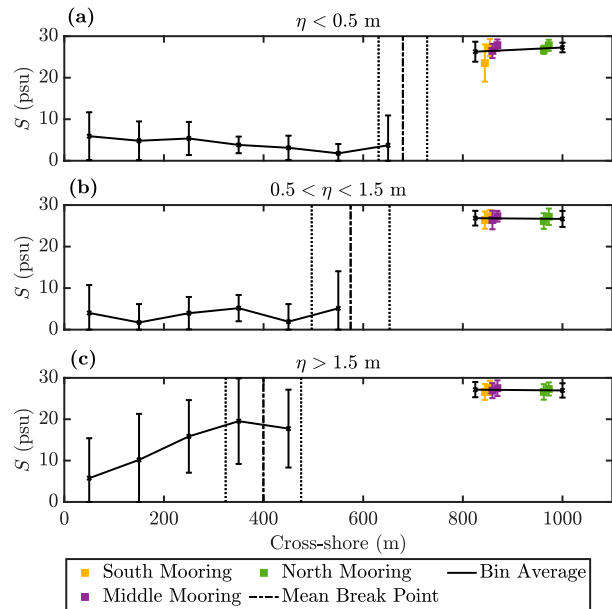 (a)
η < 0.5 m
30
20
10
0
S (psu)
(b)
0.5 < η < 1.5 m
30
20
10
0
S (psu)
(c)
η > 1.5 m
30
20
10
0
S (psu)
0 200 400 600 800 1000
Cross-shore (m)
South Mooring North Mooring Bin Average
Middle Mooring Mean Break Point